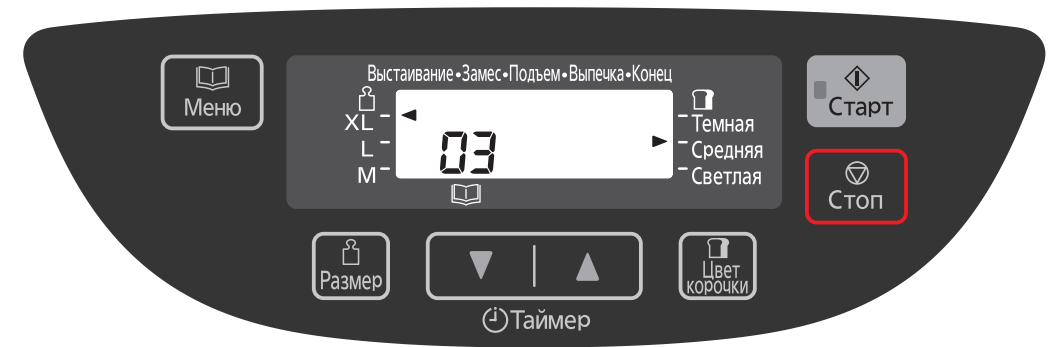 Выстаивание•Замес•Подъем•Выпечка•Конец
Меню
XL
L
M
03
Темная
Средняя
Светлая
Старт
Стоп
Размер
Таймер
Цвет
корочки